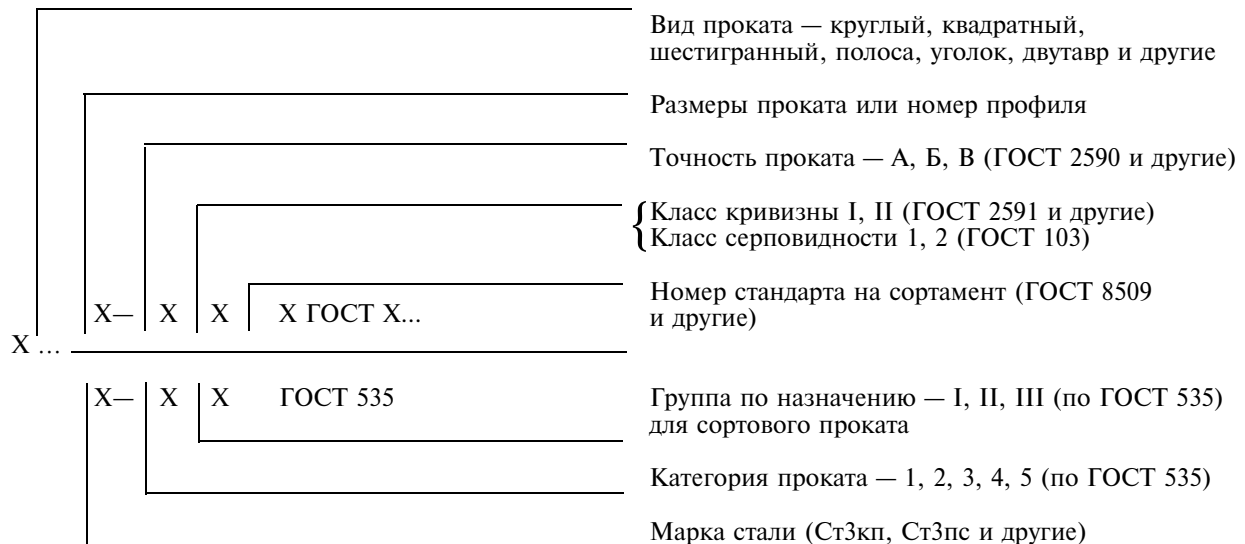 Вид проката — круглый, квадратный,
шестигранный, полоса, уголок, двутавр и другие
Размеры проката или номер профиля
Точность проката — А, Б, В (ГОСТ 2590 и другие)
Класс кривизны I, II (ГОСТ 2591 и другие)
Класс серповидности 1, 2 (ГОСТ 103)
Номер стандарта на сортамент (ГОСТ 8509
и другие)
Х— Х Х Х ГОСТ Х...
Х ...
Х— Х Х ГОСТ 535
Группа по назначению — I, II, III (по ГОСТ 535)
для сортового проката
Категория проката — 1, 2, 3, 4, 5 (по ГОСТ 535)
Марка стали (Ст3кп, Ст3пс и другие)